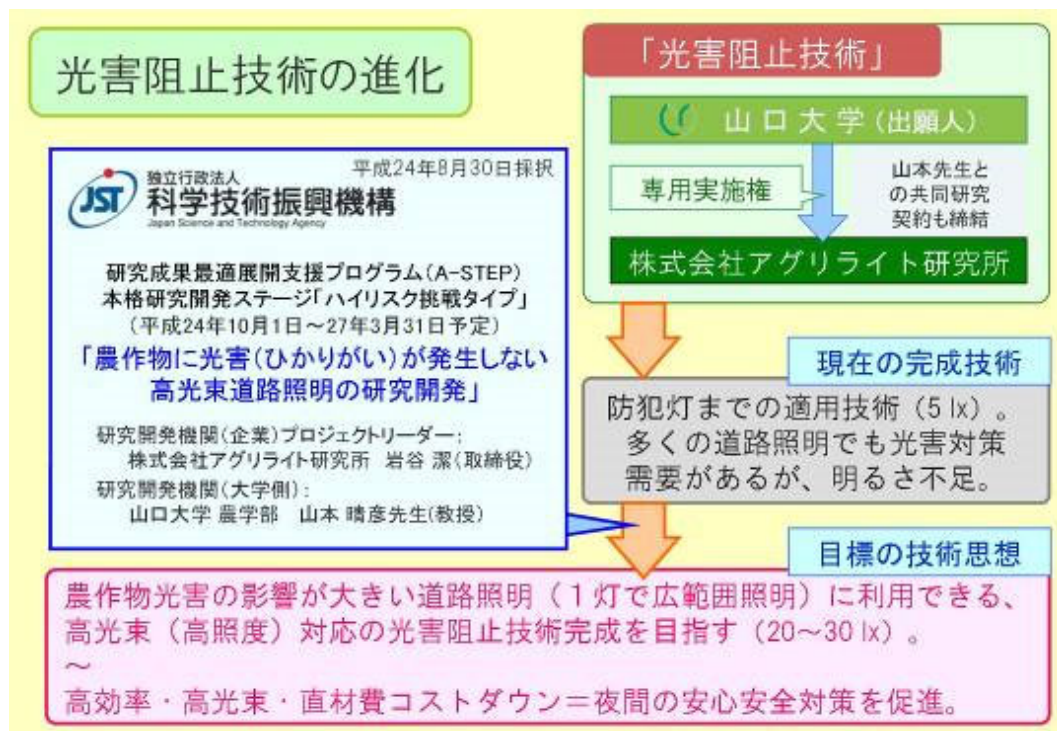 光害阻止技術の進化
「光害阻止技術」
山口大学(出願人)
専用実施権
山本先生と
の共同研究
契約も締結
株式会社アグリライト研究所
平成24年8月30日採択
JST
独立行政法人
科学技術振興機構
Japan Science and Technology Agency
研究成果最適展開支援プログラム(A-STEP)
本格研究開発ステージ「ハイリスク挑戦タイプ」
(平成24年10月1日～27年3月31日予定)
「農作物に光害(ひかりがい)が発生しない
高光束道路照明の研究開発」
研究開発機関(企業)プロジェクトリーダー:
株式会社アグリライト研究所 岩谷 潔(取締役)
研究開発機関(大学側):
山口大学 農学部 山本 晴彦先生(教授)
現在の完成技術
防犯灯までの適用技術（5 lx）。
多くの道路照明でも光害対策
需要があるが、明るさ不足。
目標の技術思想
農作物光害の影響が大きい道路照明（１灯で広範囲照明）に利用できる、
高光束（高照度）対応の光害阻止技術完成を目指す（20～30 lx）。
～
高効率・高光束・直材費コストダウン＝夜間の安心安全対策を促進。